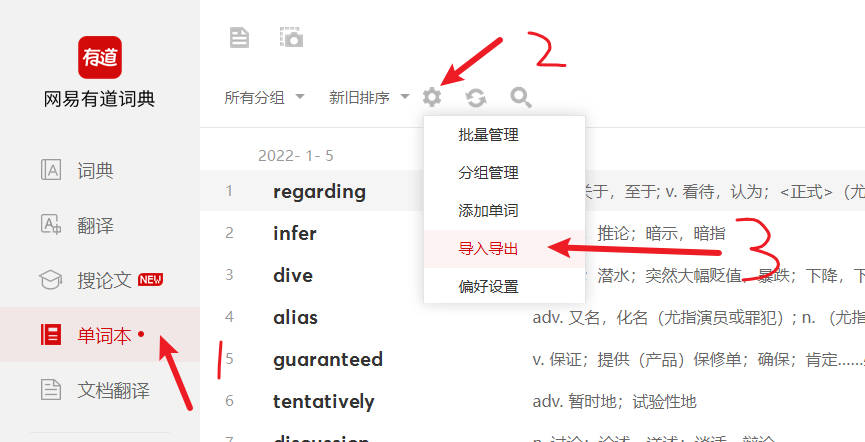 有道
网易有道词典
词典
翻译
搜论文 NEW
单词本
文档翻译
2
所有分组 新旧排序
批量管理
分组管理
添加单词
导入导出
偏好设置
3
1
2022- 1- 5
1 regarding 关于，至于; v. 看待，认为；<正式>（尤
2 infer 推论；暗示，暗指
3 dive ；潜水；突然大幅贬值，暴跌；下降，下
4 alias adv. 又名，化名（尤指演员或罪犯）; n.（尤指
5 guaranteed v. 保证；提供（产品）保修单；确保；肯定……
6 tentatively adv. 暂时地；试验性地
7